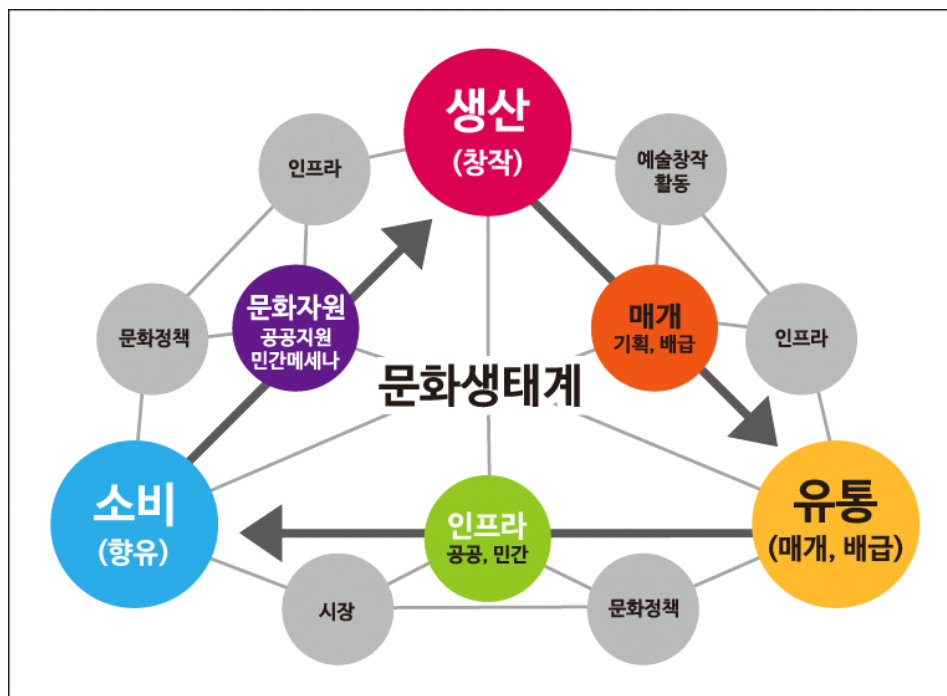 생산
(창작)
인프라
예술창작
활동
문화자원
공공지원
민간메세나
매개
기획, 배급
문화정책
인프라
문화생태계
소비
(향유)
인프라
공공, 민간
유통
(매개, 배급)
시장
문화정책